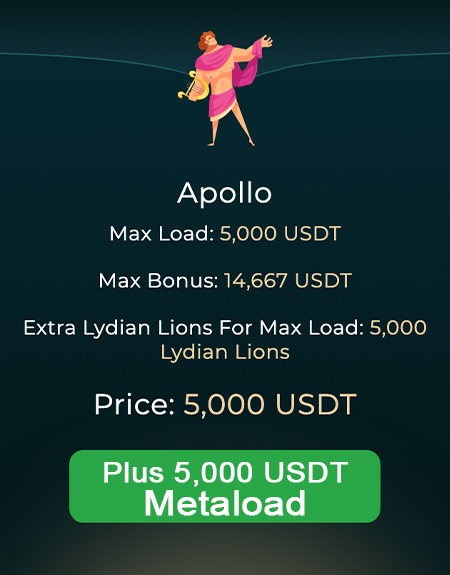 Apollo
Max Load: 5,000 USDT
Max Bonus: 14,667 USDT
Extra Lydian Lions For Max Load: 5,000
Lydian Lions
Price: 5,000 USDT
Plus 5,000 USDT
Metaload